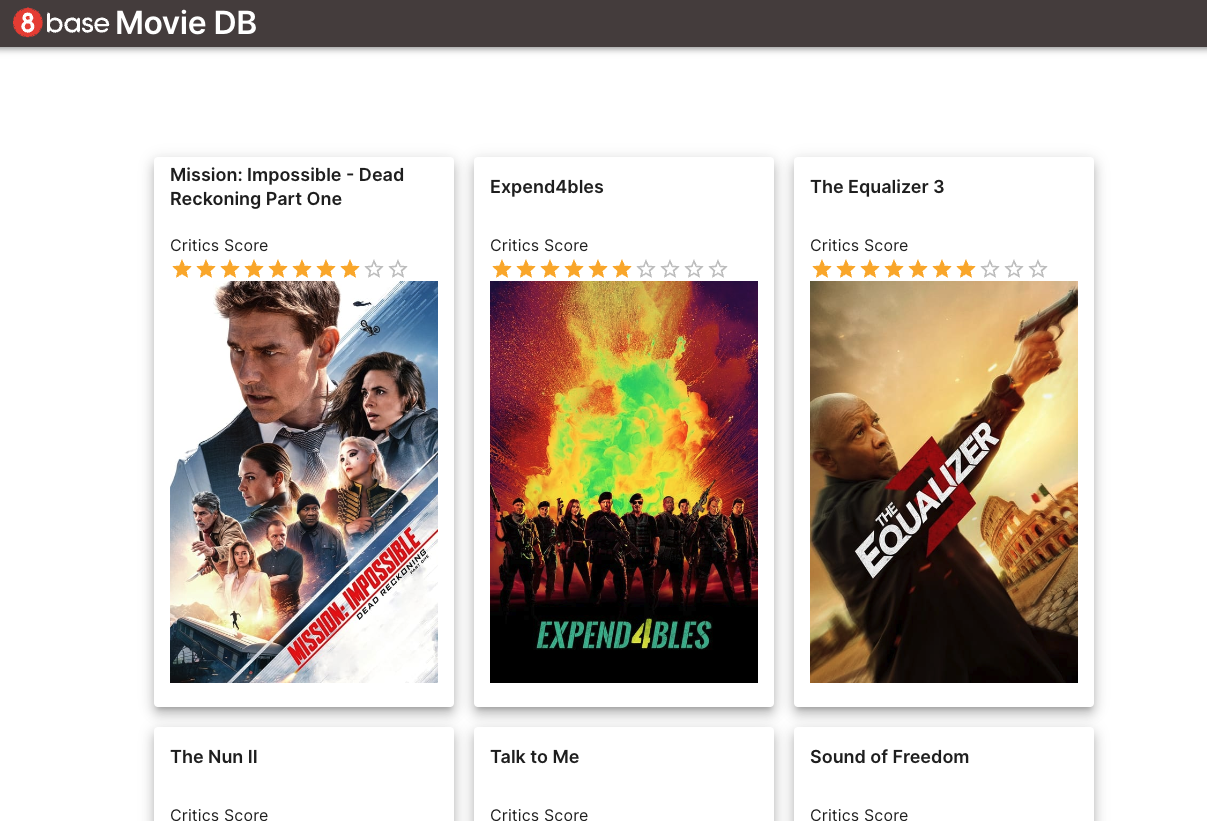 8 base Movie DB
Mission: Impossible - Dead
Reckoning Part One
Critics Score
MISSION: IMPOSSIBLE
DEAD RECKONING
PART ONE
Expend4bles
Critics Score
EXPEND4BLES
The Equalizer 3
Critics Score
THE
EQUALIZER
3
The Nun II
Critics Score
Talk to Me
Critics Score
Sound of Freedom
Critics Score